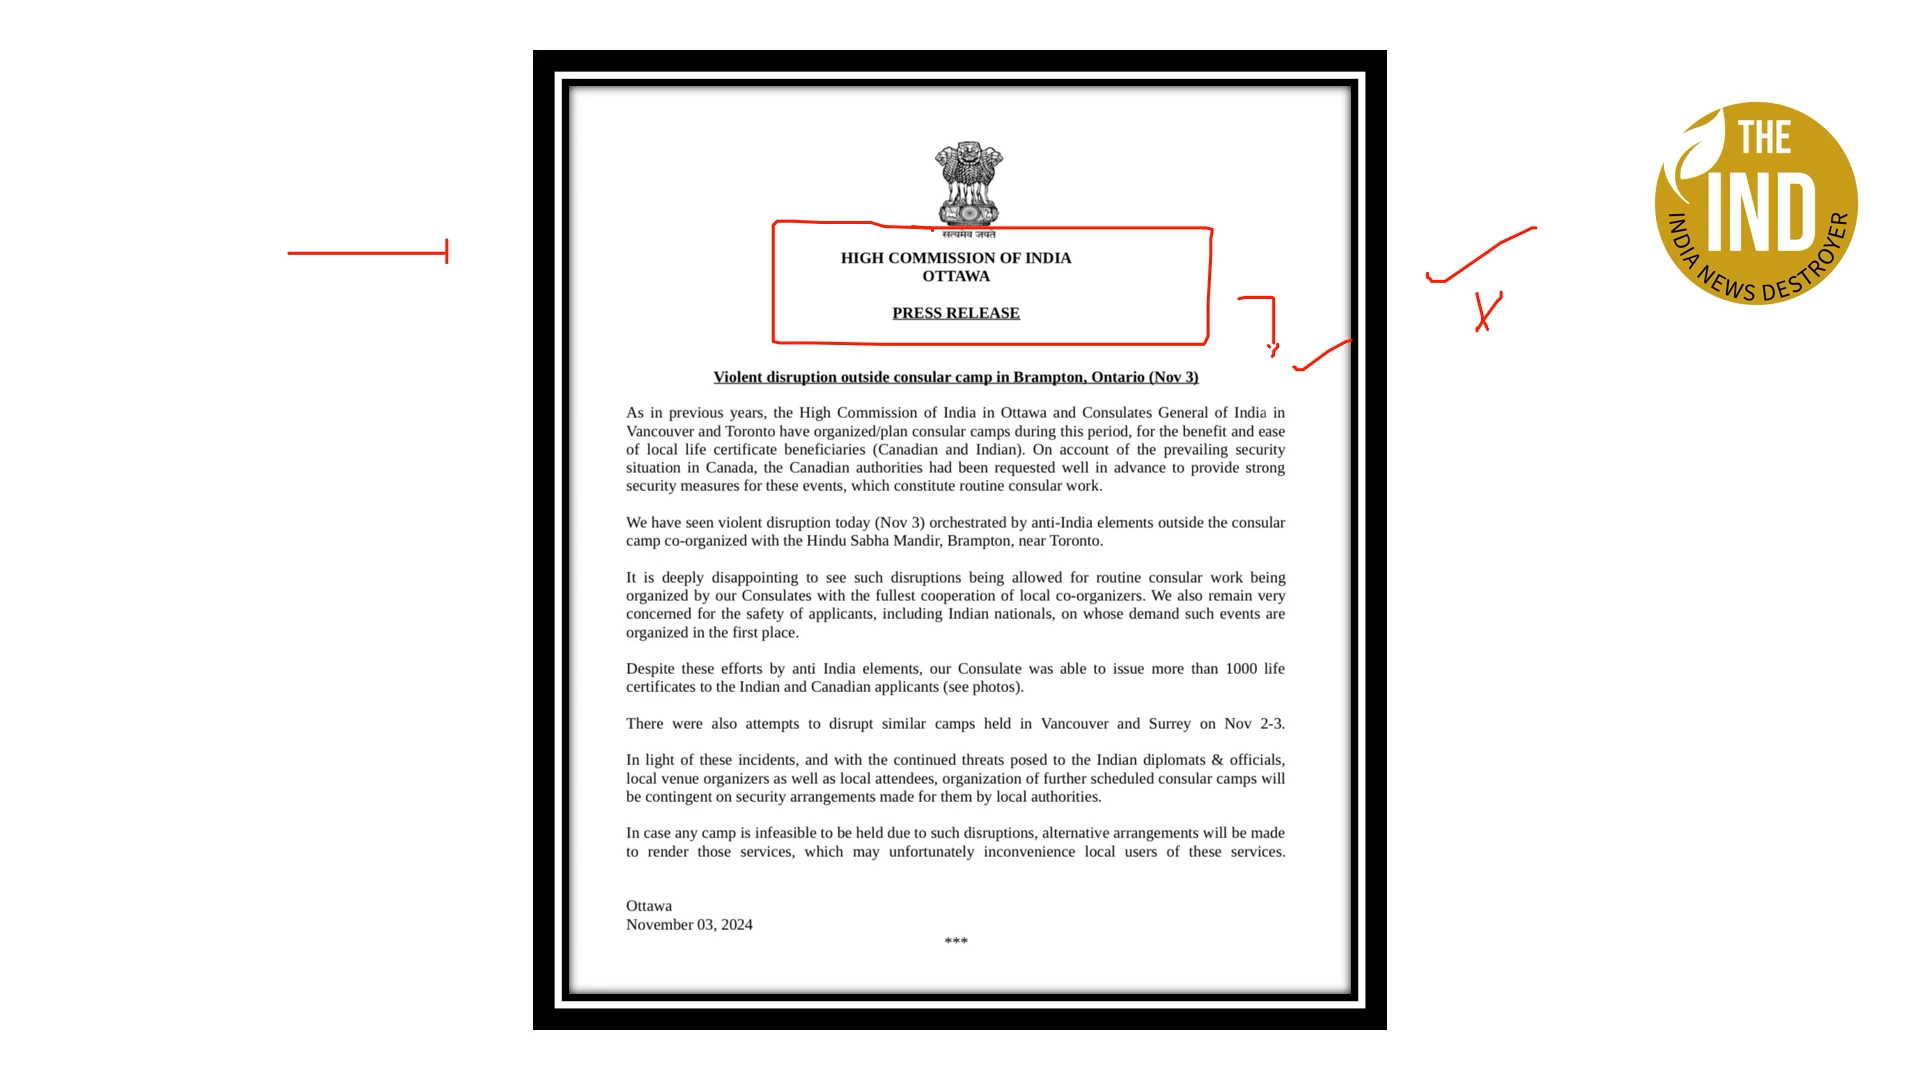 सत्यमेव जयते
HIGH COMMISSION OF INDIA
OTTAWA
PRESS RELEASE
Violent disruption outside consular camp in Brampton, Ontario (Nov 3)
As in previous years, the High Commission of India in Ottawa and Consulates General of India in
Vancouver and Toronto have organized/plan consular camps during this period, for the benefit and ease
of local life certificate beneficiaries (Canadian and Indian). On account of the prevailing security
situation in Canada, the Canadian authorities had been requested well in advance to provide strong
security measures for these events, which constitute routine consular work.
We have seen violent disruption today (Nov 3) orchestrated by anti-India elements outside the consular
camp co-organized with the Hindu Sabha Mandir, Brampton, near Toronto.
It is deeply disappointing to see such disruptions being allowed for routine consular work being
organized by our Consulates with the fullest cooperation of local co-organizers. We also remain very
concerned for the safety of applicants, including Indian nationals, on whose demand such events are
organized in the first place.
Despite these efforts by anti India elements, our Consulate was able to issue more than 1000 life
certificates to the Indian and Canadian applicants (see photos).
There were also attempts to disrupt similar camps held in Vancouver and Surrey on Nov 2-3.
In light of these incidents, and with the continued threats posed to the Indian diplomats & officials,
local venue organizers as well as local attendees, organization of further scheduled consular camps will
be contingent on security arrangements made for them by local authorities.
In case any camp is infeasible to be held due to such disruptions, alternative arrangements will be made
to render those services, which may unfortunately inconvenience local users of these services.
Ottawa
November 03, 2024
***
THE
IND
INDIA NEWS DESTROYER